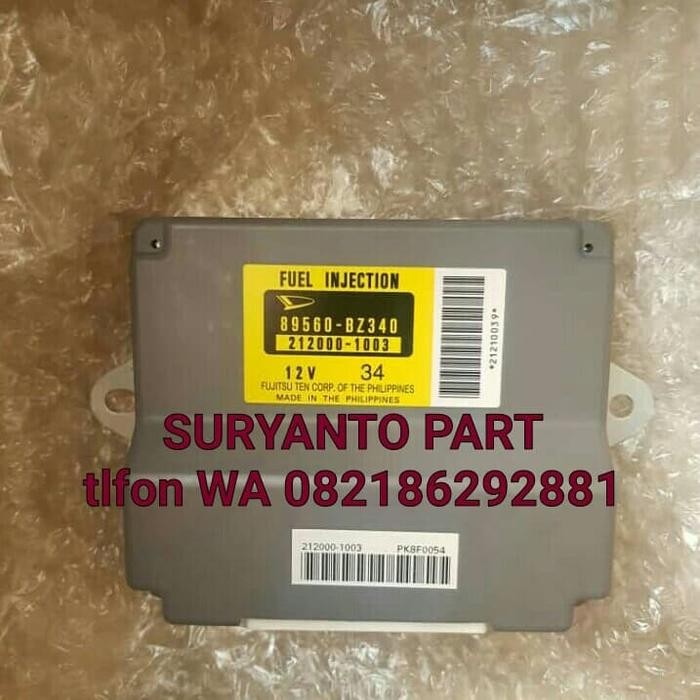 FUEL INJECTION
89560-BZ340
212000-1003
12V 34
FUJITSU TEN CORP. OF THE PHILIPPINES
MADE IN THE PHILIPPINES
*21210039*
SURYANTO PART
tlfon WA 082186292881
212000-1003 PK8F0054